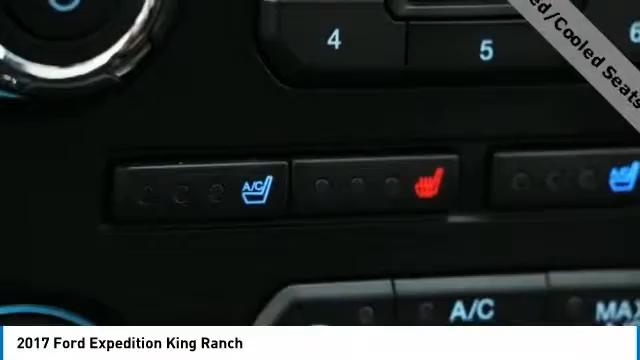 ed/Cooled Seats
4
5
6
A/C
A/C
A/C
MAX
2017 Ford Expedition King Ranch